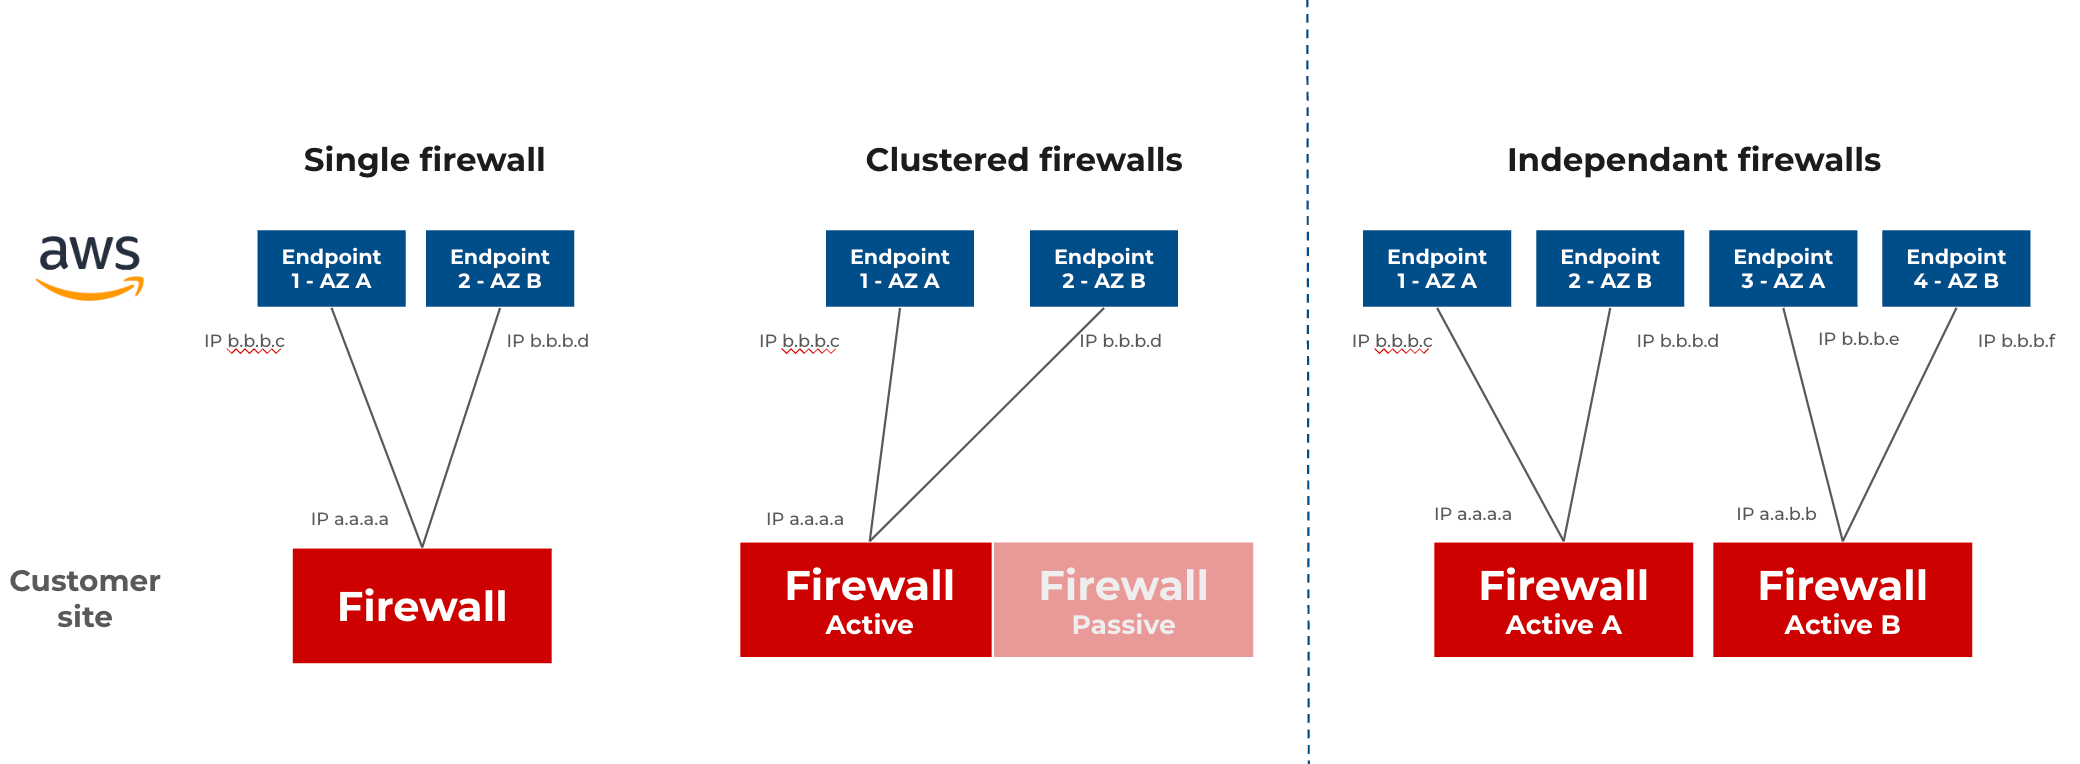 Single firewall
Clustered firewalls
Independant firewalls
aws
Endpoint
1 - AZ A
Endpoint
2 - AZ B
Endpoint
1 - AZ A
Endpoint
2 - AZ B
Endpoint
1 - AZ A
Endpoint
2 - AZ B
Endpoint
3 - AZ A
Endpoint
4 - AZ B
IP b.b.b.c
IP b.b.b.d
IP b.b.b.c
IP b.b.b.d
IP b.b.b.c
IP b.b.b.d
IP b.b.b.e
IP b.b.b.f
IP a.a.a.a
IP a.a.a.a
IP a.a.a.a
IP a.a.b.b
Customer
site
Firewall
Firewall
Active
Firewall
Passive
Firewall
Active A
Firewall
Active B